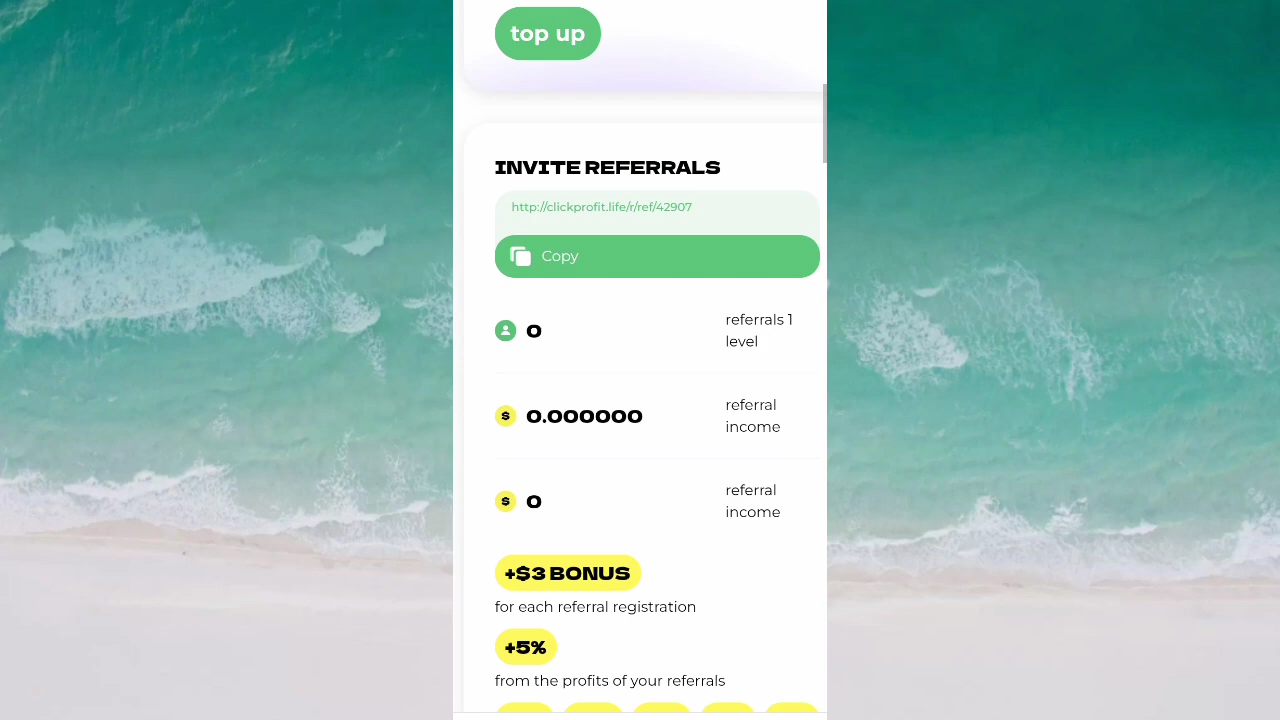 top up
INVITE REFERRALS
http://clickprofit.life/r/ref/42907
Copy
0
referrals 1
level
$ 0.000000
referral
income
$ 0
referral
income
+$3 BONUS
for each referral registration
+5%
from the profits of your referrals